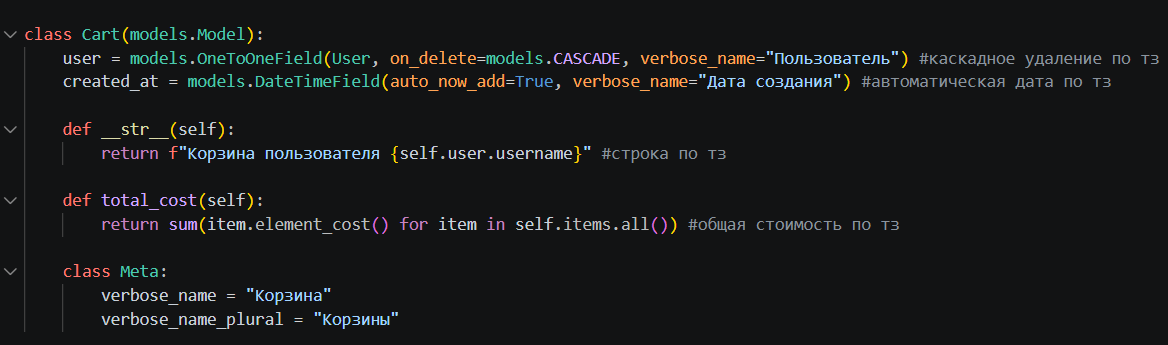 class Cart(models.Model):
    user = models.OneToOneField(User, on_delete=models.CASCADE, verbose_name="Пользователь") #каскадное удаление по тз
    created_at = models.DateTimeField(auto_now_add=True, verbose_name="Дата создания") #автоматическая дата по тз
    def __str__(self):
        return f"Корзина пользователя {self.user.username}" #строка по тз
    def total_cost(self):
        return sum(item.element_cost() for item in self.items.all()) #общая стоимость по тз
    class Meta:
        verbose_name = "Корзина"
        verbose_name_plural = "Корзины"